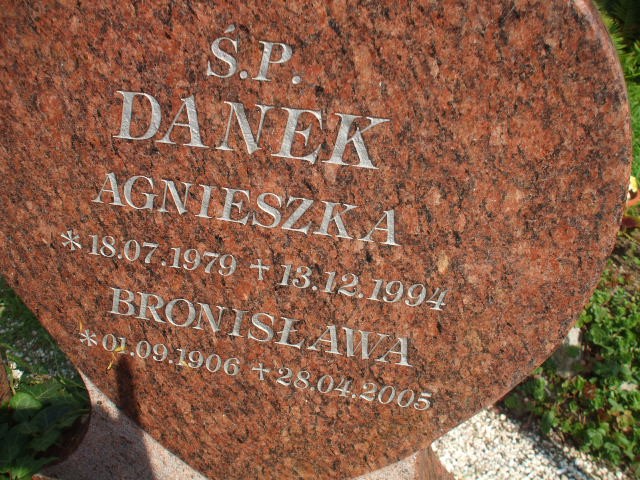 Ś.P.
DANEK
AGNIESZKA
* 18.07.1979 + 13.12.1994
BRONISŁAWA
* 01.09.1906 + 28.04.2005